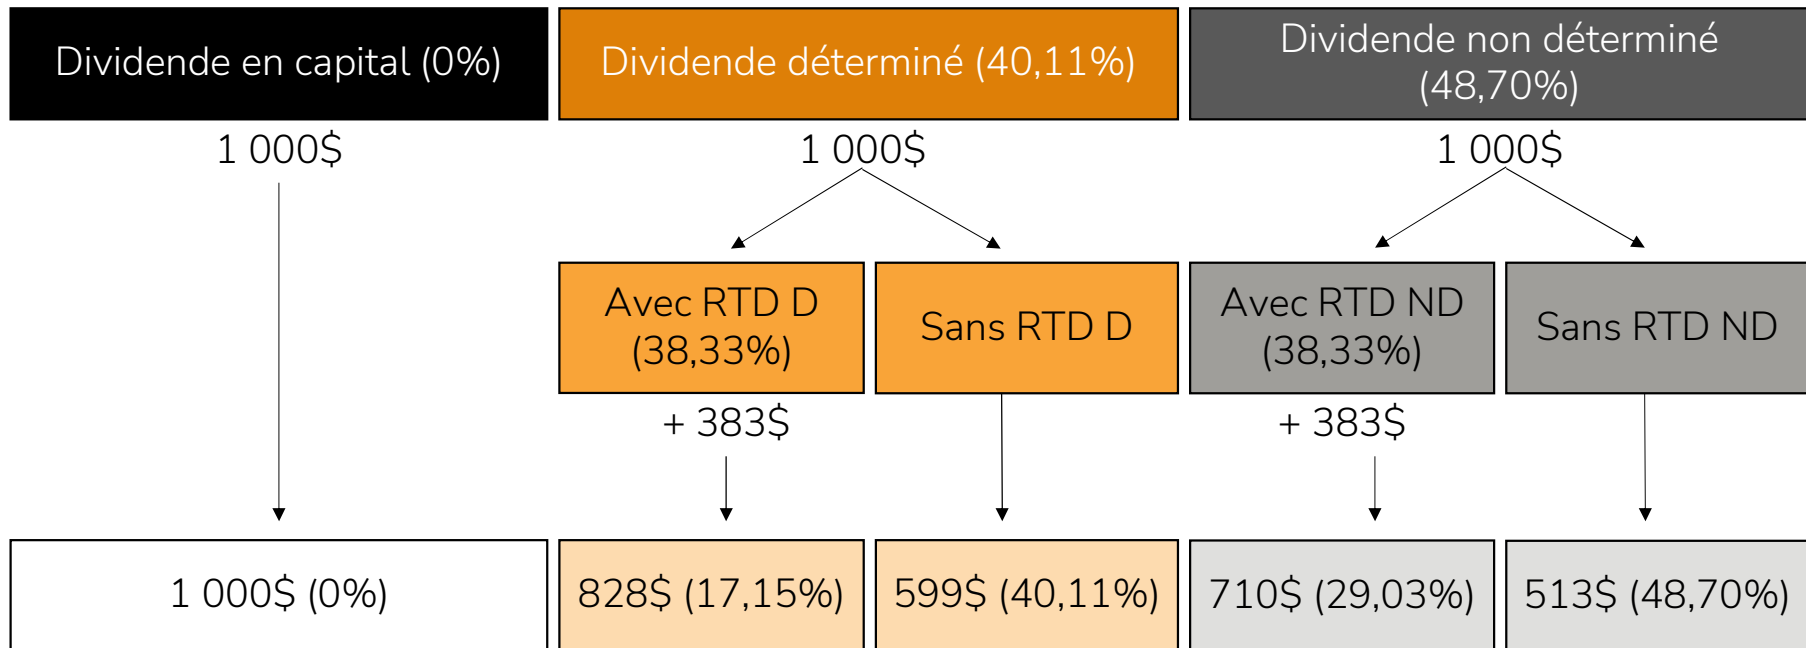 Dividende en capital (0%)
Dividende déterminé (40,11%)
Dividende non déterminé
(48,70%)
1 000$
1 000$
1 000$
Avec RTD D
(38,33%)
Sans RTD D
Avec RTD ND
(38,33%)
Sans RTD ND
+ 383$
+ 383$
1 000$ (0%)
828$ (17,15%)
599$ (40,11%)
710$ (29,03%)
513$ (48,70%)